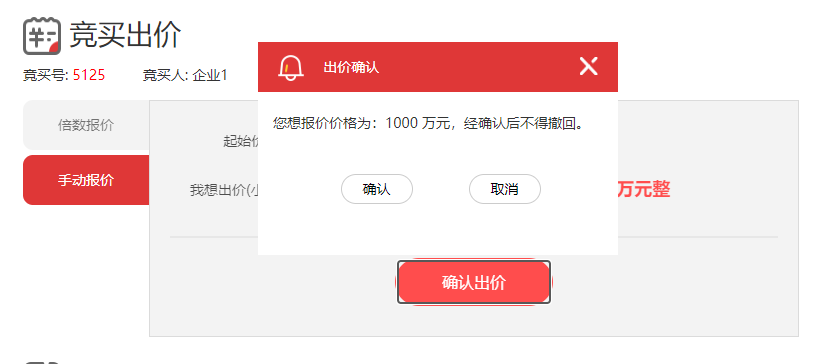 竞买出价
竞买号: 5125 竞买人: 企业1
出价确认
您想报价价格为：1000 万元，经确认后不得撤回。
倍数报价
起始
手动报价
我想出价(小
万元整
确认 取消
确认出价